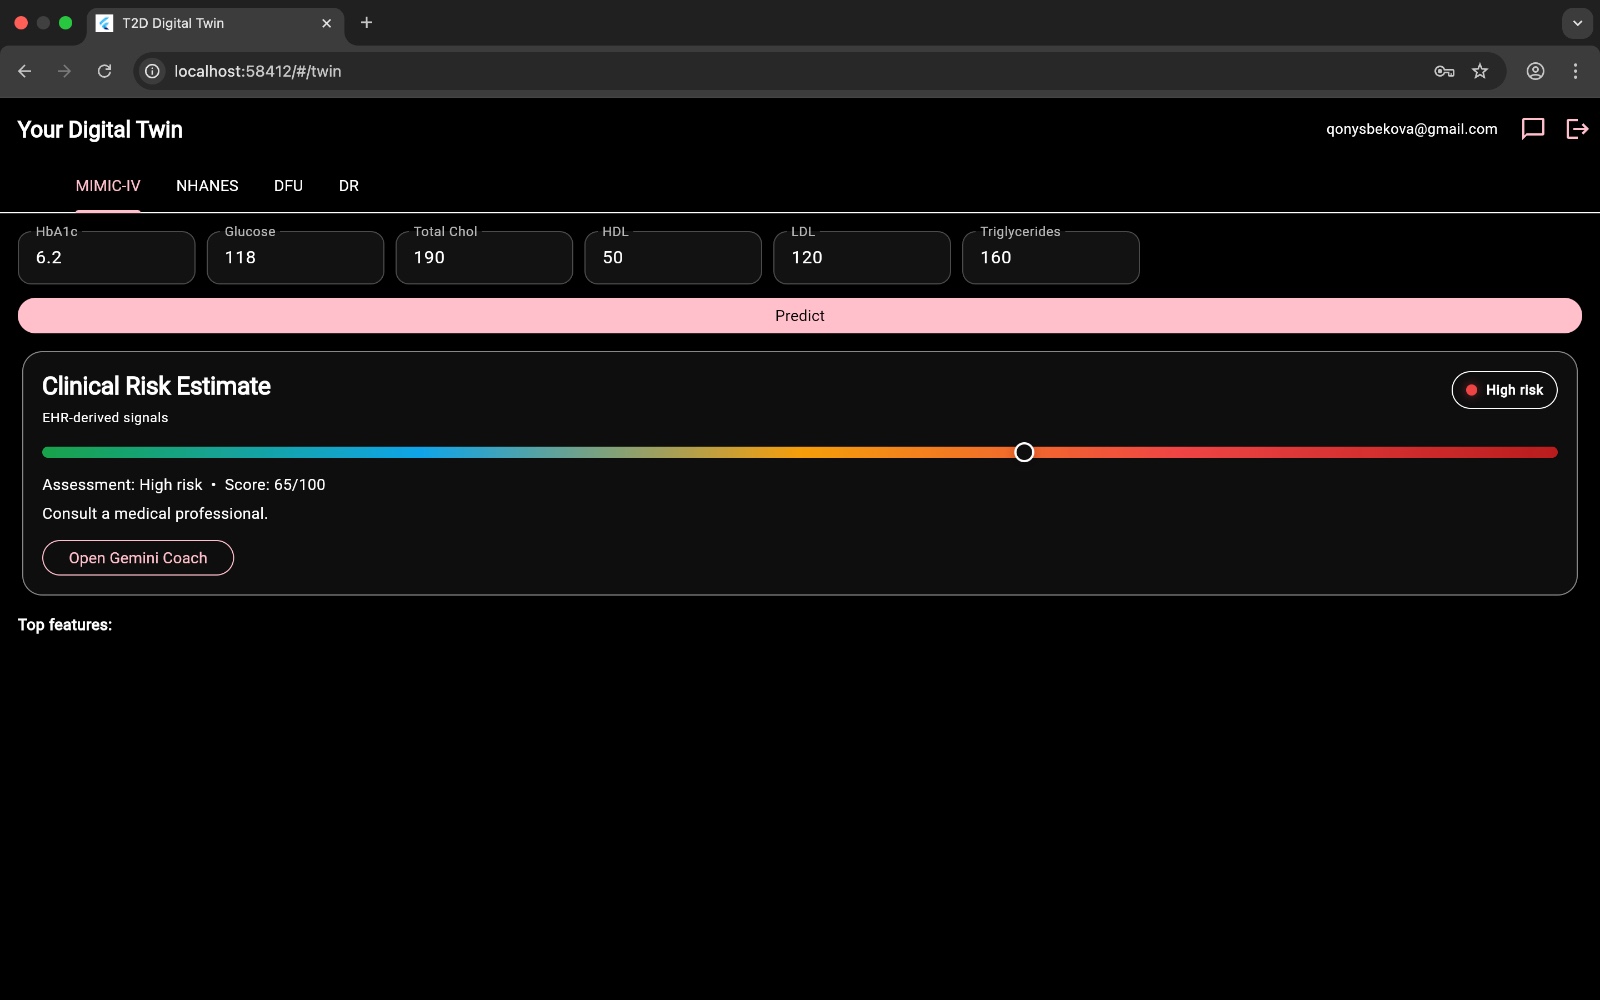 T2D Digital Twin
localhost:58412/#/twin
Your Digital Twin
qonysbekova@gmail.com
MIMIC-IV NHANES DFU DR
HbA1c Glucose Total Chol HDL LDL Triglycerides
6.2 118 190 50 120 160
Predict
Clinical Risk Estimate
High risk
EHR-derived signals
Assessment: High risk • Score: 65/100
Consult a medical professional.
Open Gemini Coach
Top features: